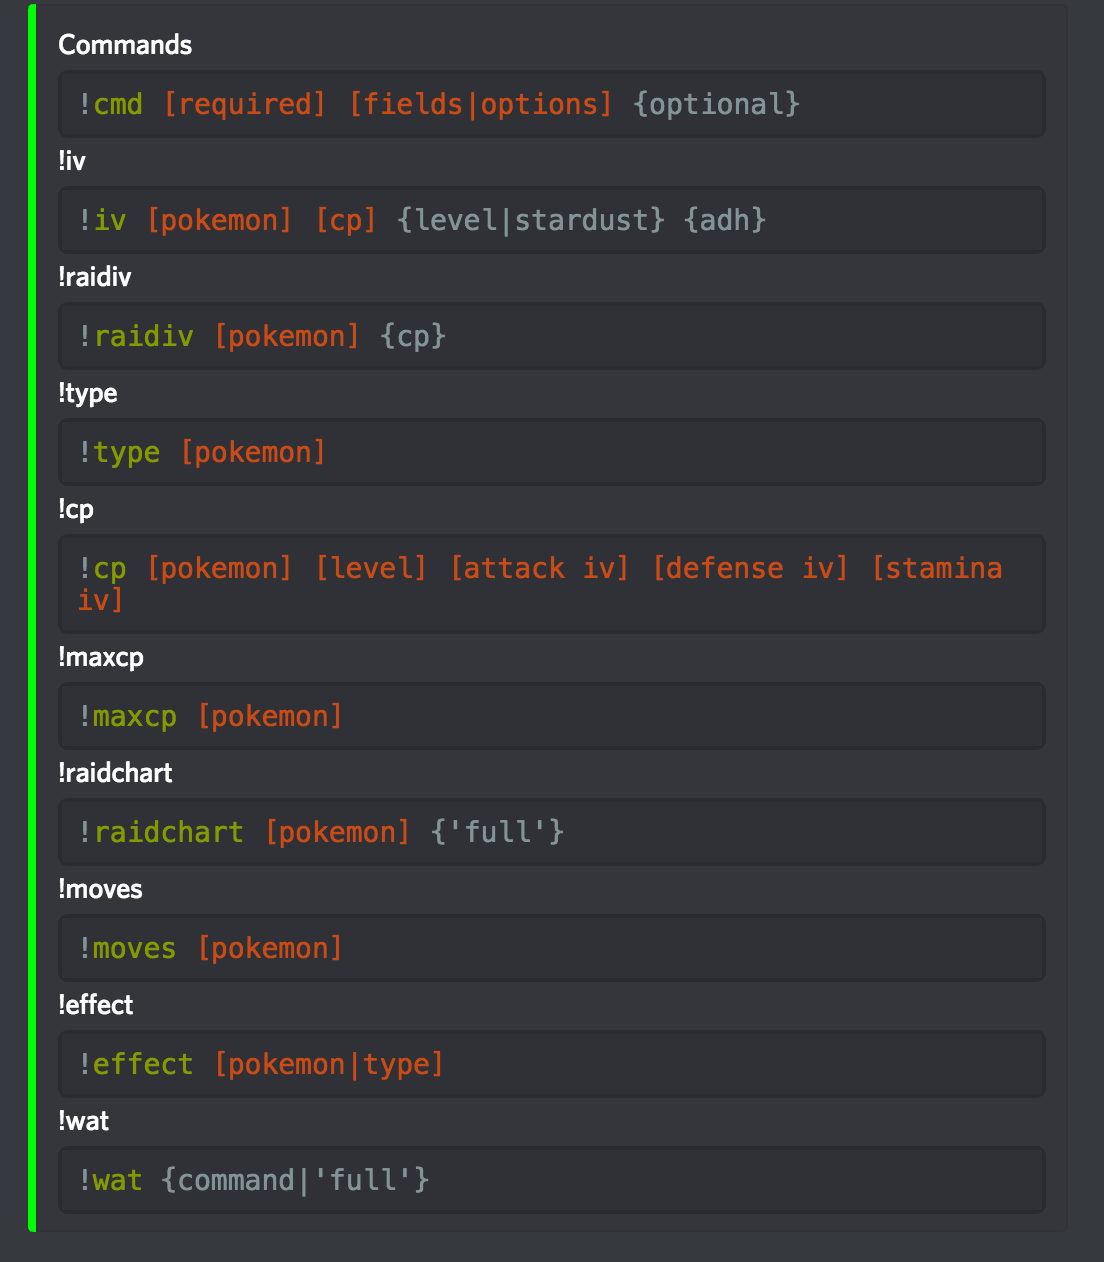 Commands
!cmd [required] [fields|options] {optional}
!iv
!iv [pokemon] [cp] {level|stardust} {adh}
!raidiv
!raidiv [pokemon] {cp}
!type
!type [pokemon]
!cp
!cp [pokemon] [level] [attack iv] [defense iv] [stamina
iv]
!maxcp
!maxcp [pokemon]
!raidchart
!raidchart [pokemon] {'full'}
!moves
!moves [pokemon]
!effect
!effect [pokemon|type]
!wat
!wat {command|'full'}